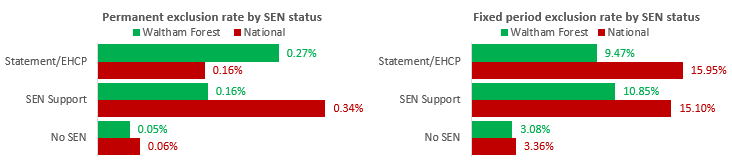 Permanent exclusion rate by SEN status
Waltham Forest National
Statement/EHCP
0.27%
0.16%
SEN Support
0.16%
0.34%
No SEN
0.05%
0.06%
Fixed period exclusion rate by SEN status
Waltham Forest National
Statement/EHCP
9.47%
15.95%
SEN Support
10.85%
15.10%
No SEN
3.08%
3.36%